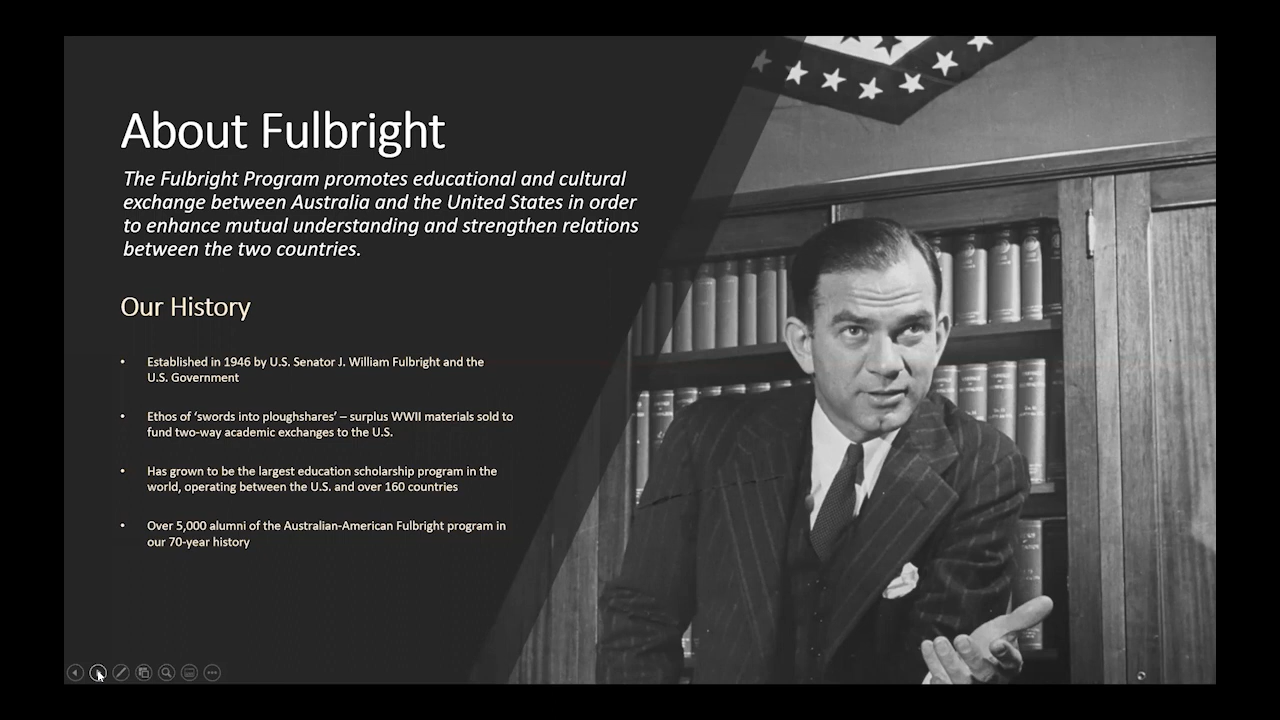 About Fulbright
The Fulbright Program promotes educational and cultural
exchange between Australia and the United States in order
to enhance mutual understanding and strengthen relations
between the two countries.
Our History
• Established in 1946 by U.S. Senator J. William Fulbright and the
U.S. Government
• Ethos of ‘swords into ploughshares’ – surplus WWII materials sold to
fund two-way academic exchanges to the U.S.
• Has grown to be the largest education scholarship program in the
world, operating between the U.S. and over 160 countries
• Over 5,000 alumni of the Australian-American Fulbright program in
our 70-year history